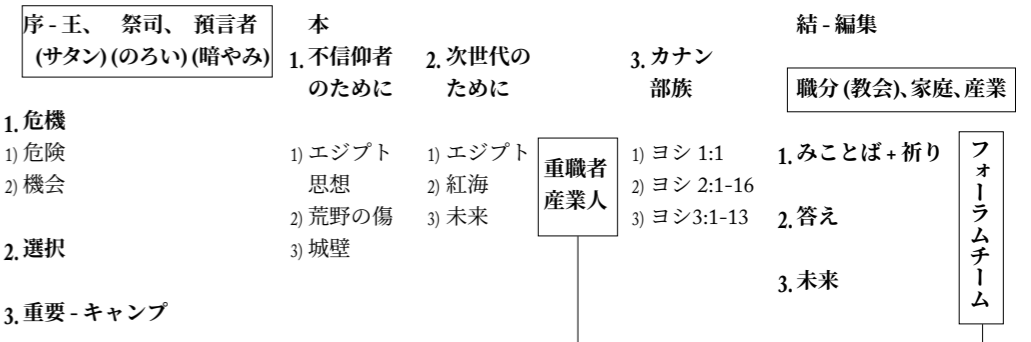 序 - 王、 祭司、 預言者
(サタン) (のろい) (暗やみ)
1. 危機
1) 危険
2) 機会
2. 選択
3. 重要 - キャンプ
本
1. 不信仰者
のために
1) エジプト
思想
2) 荒野の傷
3) 城壁
2. 次世代の
ために
1) エジプト
2) 紅海
3) 未来
重職者
産業人
3. カナン
部族
1) ヨシ 1:1
2) ヨシ 2:1-16
3) ヨシ3:1-13
結 - 編集
職分 (教会)、家庭、産業
1. みことば + 祈り
2. 答え
3. 未来
フォーラムチーム